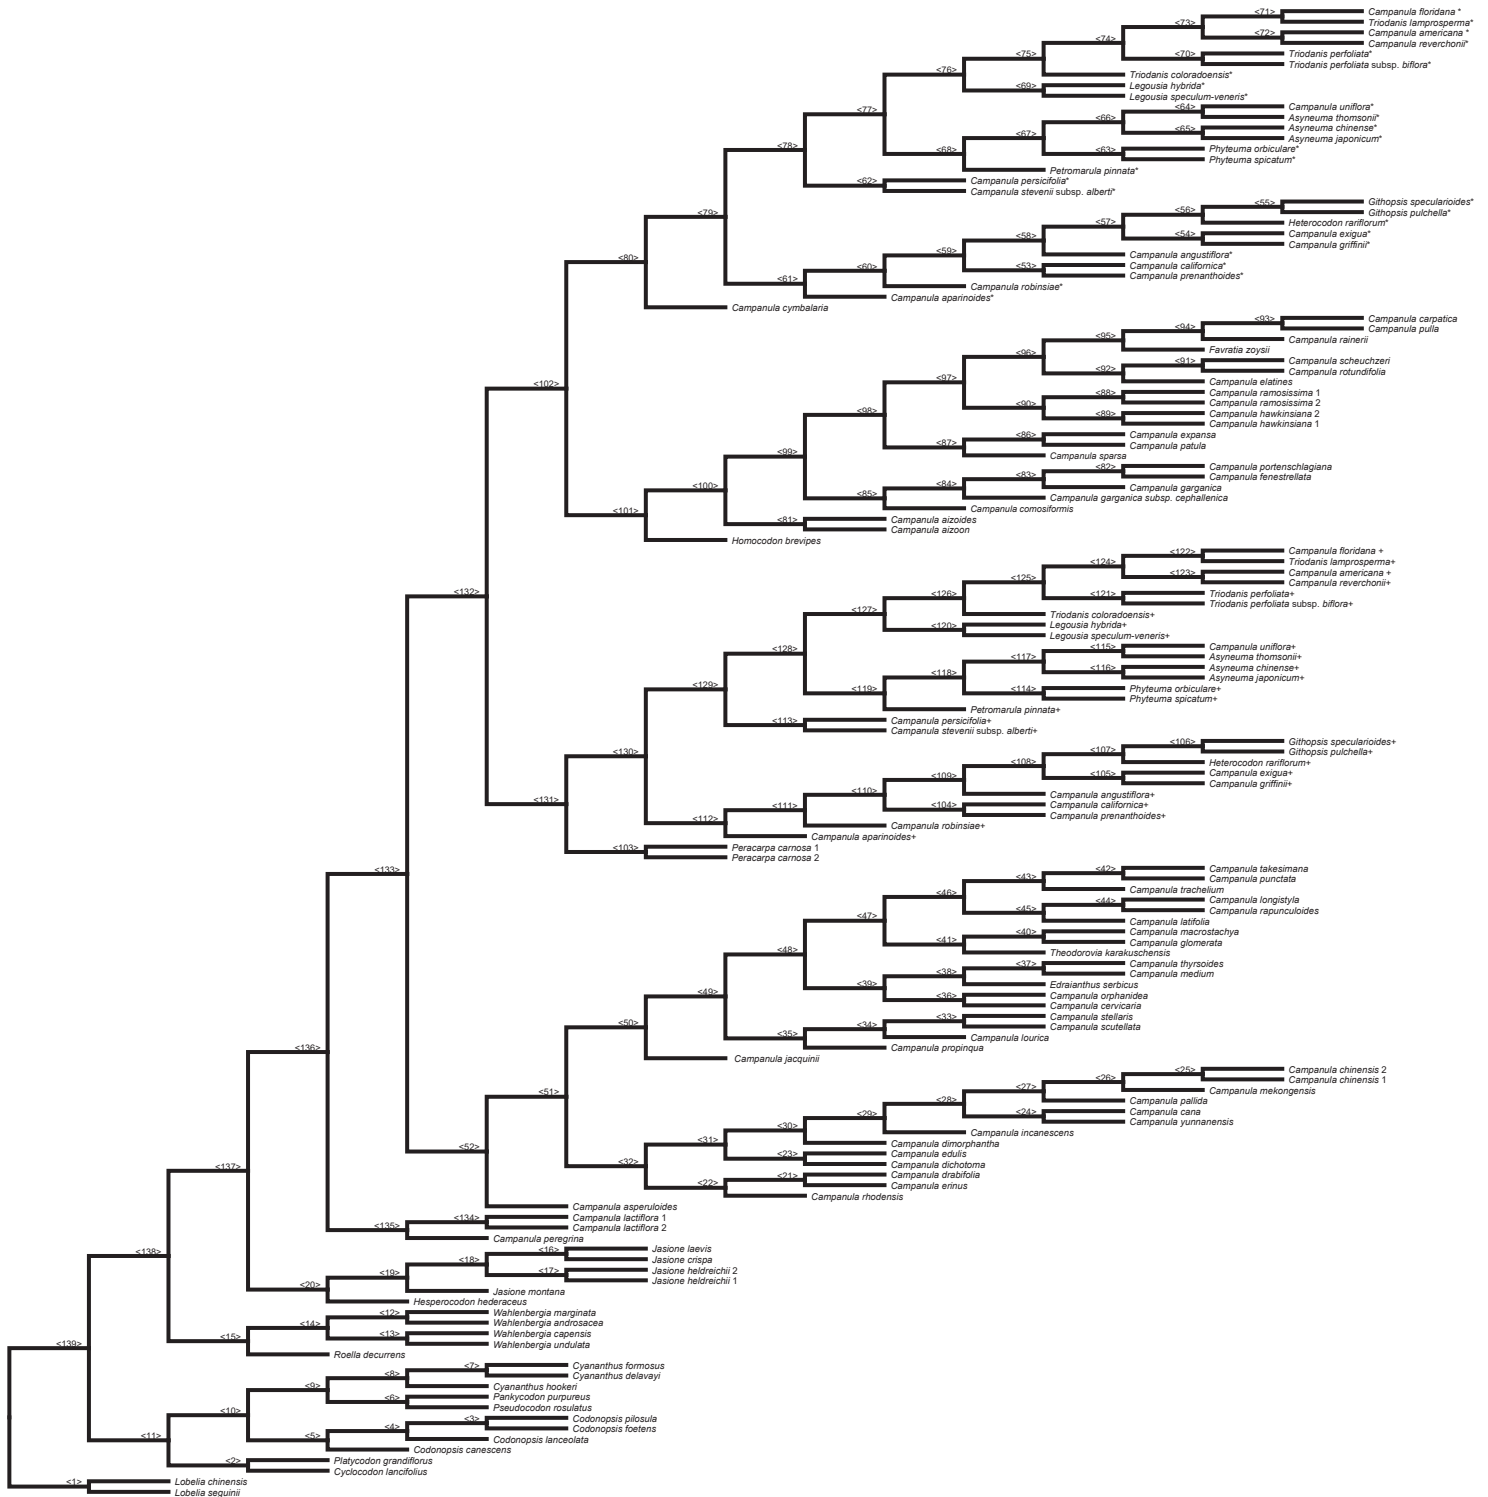 <71>
Campanula floridana *
<73>
Triodanis lamprosperma*
Campanula americana *
<72>
<74>
Campanula reverchonii*
<75>
<70>
Triodanis perfoliata*
Triodanis perfoliata subsp. biflora*
<76>
Triodanis coloradoensis*
<69>
Legousia hybrida*
Legousia speculum-veneris*
<77>
<64>
Campanula uniflora*
<66>
Asyneuma thomsonii*
<65>
Asyneuma chinense*
<67>
Asyneuma japonicum*
<78>
<68>
<63>
Phyteuma orbiculare*
Phyteuma spicatum*
Petromarula pinnata*
<62>
Campanula persicifolia*
Campanula stevenii subsp. alberti*
<79>
<55>
Githopsis specularioides*
<56>
Githopsis pulchella*
<57>
Heterocodon rariflorum*
<58>
<54>
Campanula exigua*
Campanula griffinii*
<59>
Campanula angustiflora*
<80>
<60>
<53>
Campanula californica*
Campanula prenanthoides*
<61>
Campanula robinsiae*
Campanula aparinoides*
Campanula cymbalaria
<93>
Campanula carpatica
<94>
Campanula pulla
<95>
Campanula rainerii
<96>
Favratia zoysii
<91>
Campanula scheuchzeri
<92>
Campanula rotundifolia
<97>
Campanula elatines
<102>
<88>
Campanula ramosissima 1
<90>
Campanula ramosissima 2
<98>
<89>
Campanula hawkinsiana 2
Campanula hawkinsiana 1
<86>
Campanula expansa
<87>
Campanula patula
<99>
Campanula sparsa
<82>
Campanula portenschlagiana
<83>
Campanula fenestrellata
<100>
<84>
Campanula garganica
<85>
Campanula garganica subsp. cephallenica
<101>
Campanula comosiformis
<81>
Campanula aizoides
Campanula aizoon
Homocodon brevipes
<122>
Campanula floridana +
<124>
Triodanis lamprosperma+
<125>
<123>
Campanula americana +
<132>
Campanula reverchonii+
<126>
<121>
Triodanis perfoliata+
Triodanis perfoliata subsp. biflora+
<127>
Triodanis coloradoensis+
<120>
Legousia hybrida+
Legousia speculum-veneris+
<128>
<115>
Campanula uniflora+
<117>
Asyneuma thomsonii+
<116>
Asyneuma chinense+
<118>
Asyneuma japonicum+
<129>
<119>
<114>
Phyteuma orbiculare+
Phyteuma spicatum+
Petromarula pinnata+
<113>
Campanula persicifolia+
Campanula stevenii subsp. alberti+
<106>
Githopsis specularioides+
<130>
<107>
Githopsis pulchella+
<108>
Heterocodon rariflorum+
<109>
<105>
Campanula exigua+
Campanula griffinii+
<110>
Campanula angustiflora+
<131>
<111>
<104>
Campanula californica+
Campanula prenanthoides+
<112>
Campanula robinsiae+
Campanula aparinoides+
<103>
Peracarpa carnosa 1
Peracarpa carnosa 2
<133>
<42>
Campanula takesimana
<43>
Campanula punctata
<46>
Campanula trachelium
<44>
Campanula longistyla
<45>
Campanula rapunculoides
<47>
Campanula latifolia
<40>
Campanula macrostachya
<41>
Campanula glomerata
<48>
Theodorovia karakuschensis
<37>
Campanula thyrsoides
<38>
Campanula medium
<39>
Edraianthus serbicus
<49>
<36>
Campanula orphanidea
Campanula cervicaria
<33>
Campanula stellaris
<50>
<34>
Campanula scutellata
<35>
Campanula lourica
<136>
Campanula propinqua
Campanula jacquinii
<25>
Campanula chinensis 2
<26>
Campanula chinensis 1
<51>
<27>
Campanula mekongensis
<28>
Campanula pallida
<24>
Campanula cana
<29>
Campanula yunnanensis
<30>
Campanula incanescens
<31>
Campanula dimorphantha
<52>
<23>
Campanula edulis
<32>
Campanula dichotoma
<137>
<21>
Campanula drabifolia
<22>
Campanula erinus
Campanula rhodensis
Campanula asperuloides
<134>
Campanula lactiflora 1
<135>
Campanula lactiflora 2
Campanula peregrina
<138>
<16>
Jasione laevis
<18>
Jasione crispa
<19>
<17>
Jasione heldreichii 2
<20>
Jasione heldreichii 1
Jasione montana
Hesperocodon hederaceus
<12>
Wahlenbergia marginata
<14>
Wahlenbergia androsacea
<15>
<13>
Wahlenbergia capensis
<139>
Wahlenbergia undulata
Roella decurrens
<7>
Cyananthus formosus
<8>
Cyananthus delavayi
<9>
Cyananthus hookeri
<6>
Pankycodon purpureus
<10>
Pseudocodon rosulatus
<3>
Codonopsis pilosula
<4>
Codonopsis foetens
<11>
<5>
Codonopsis lanceolata
Codonopsis canescens
<2>
Platycodon grandiflorus
Cyclocodon lancifolius
<1>
Lobelia chinensis
Lobelia seguinii